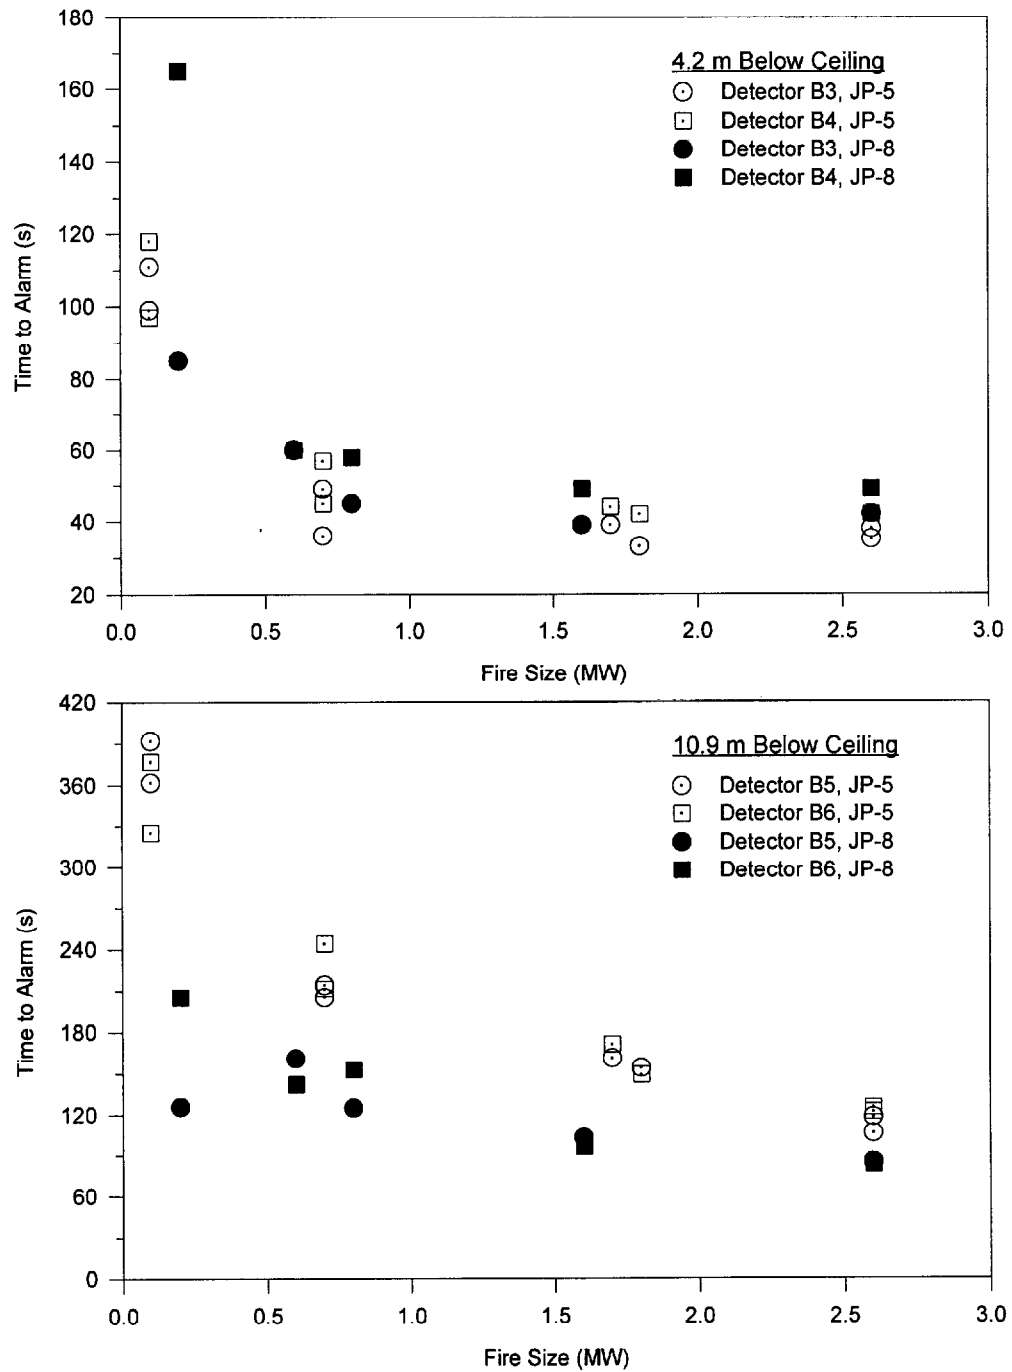 180
160
140
120
100
80
60
40
20
Time to Alarm (s)
4.2 m Below Ceiling
Detector B3, JP-5
Detector B4, JP-5
Detector B3, JP-8
Detector B4, JP-8
0.0 0.5 1.0 1.5 2.0 2.5 3.0
Fire Size (MW)
420
360
300
240
180
120
60
0
Time to Alarm (s)
10.9 m Below Ceiling
Detector B5, JP-5
Detector B6, JP-5
Detector B5, JP-8
Detector B6, JP-8
0.0 0.5 1.0 1.5 2.0 2.5 3.0
Fire Size (MW)